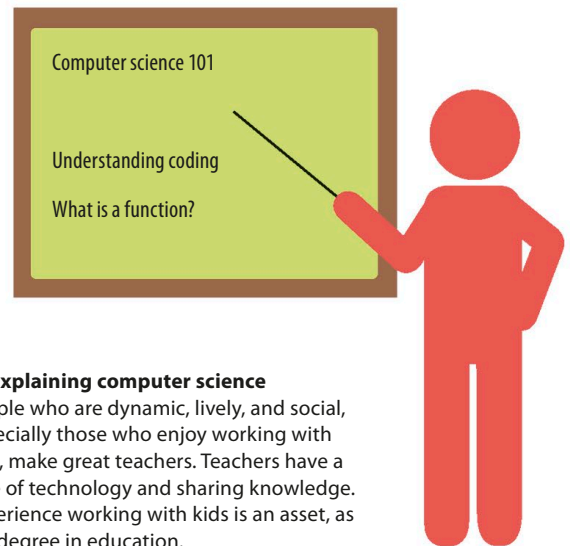 Computer science 101
Understanding coding
What is a function?
xplaining computer science
ple who are dynamic, lively, and social,
ecially those who enjoy working with
, make great teachers. Teachers have a
of technology and sharing knowledge.
erience working with kids is an asset, as
degree in education.